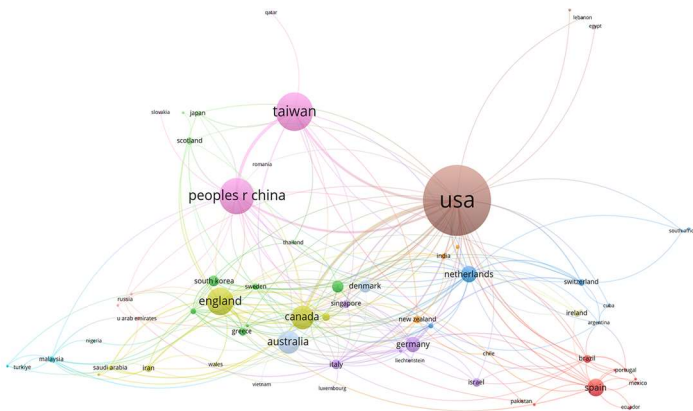 qatar
lebanon
egypt
taiwan
slovakia
japan
scotland
romania
peoples r china
usa
thailand
india
netherlands
south korea
sweden
denmark
switzerland
russia
england
singapore
cuba
u arab emirates
canada
new zealand
ireland
argentina
greece
nigeria
australia
germany
malaysia
turkiye
saudi arabia
iran
wales
italy
liechtenstein
chile
brazil
portugal
vietnam
luxembourg
israel
mexico
spain
pakistan
ecuador